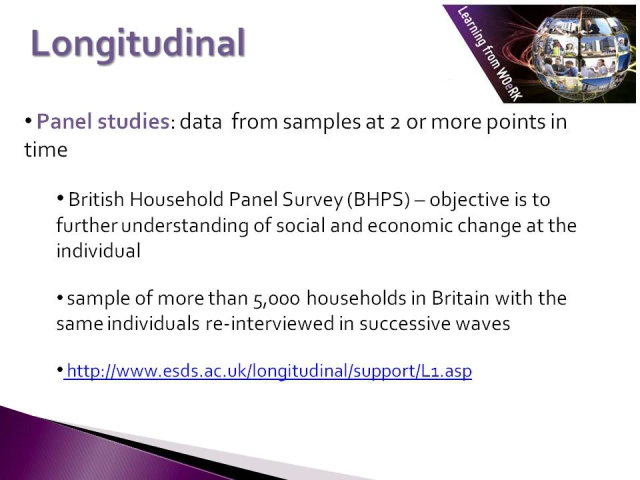 Longitudinal
Learning from WOeRK
• Panel studies: data from samples at 2 or more points in
time
• British Household Panel Survey (BHPS) – objective is to
further understanding of social and economic change at the
individual
• sample of more than 5,000 households in Britain with the
same individuals re-interviewed in successive waves
• http://www.esds.ac.uk/longitudinal/support/L1.asp